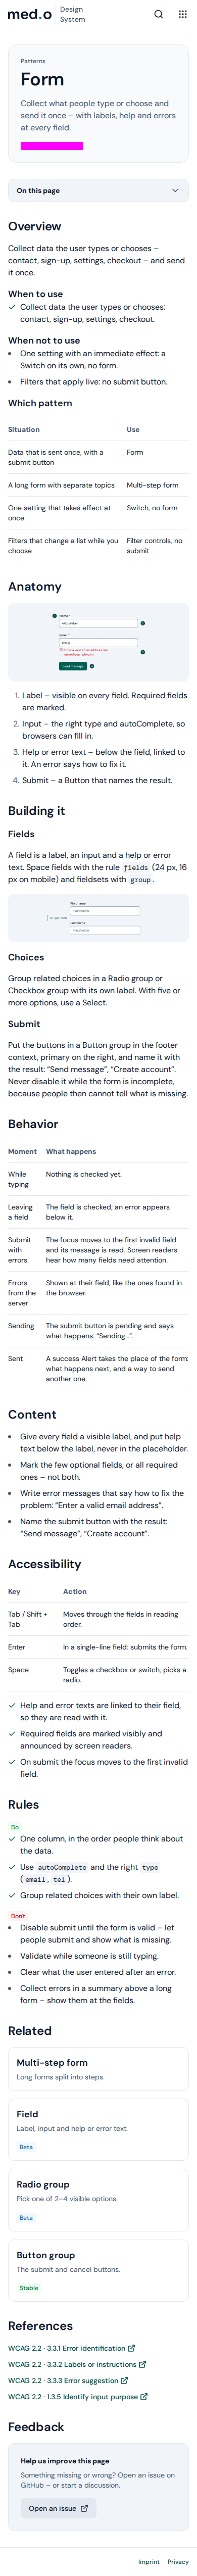 med.o
Design
System
Patterns
Form
Collect what people type or choose and
send it once – with labels, help and errors
at every field.
On this page
Overview
Collect data the user types or chooses –
contact, sign-up, settings, checkout – and send
it once.
When to use
Collect data the user types or chooses:
contact, sign-up, settings, checkout.
When not to use
One setting with an immediate effect: a
Switch on its own, no form.
Filters that apply live: no submit button.
Which pattern
Situation Use
Data that is sent once, with a Form
submit button
A long form with separate topics Multi-step form
One setting that takes effect at Switch, no form
once
Filters that change a list while you Filter controls, no
choose submit
Anatomy
Name *
Email *
Enter a valid email address, like
name@example.com.
Send message
1. Label – visible on every field. Required fields
are marked.
2. Input – the right type and autoComplete, so
browsers can fill in.
3. Help or error text – below the field, linked to
it. An error says how to fix it.
4. Submit – a Button that names the result.
Building it
Fields
A field is a label, an input and a help or error
text. Space fields with the rule fields (24 px, 16
px on mobile) and fieldsets with
group.
First name
Placeholder
Last name
Placeholder
Choices
Group related choices in a Radio group or
Checkbox group with its own label. With five or
more options, use a Select.
Submit
Put the buttons in a Button group in the footer
context, primary on the right, and name it with
the result: “Send message”, “Create account”.
Never disable it while the form is incomplete,
because people then cannot tell what is missing.
Behavior
Moment What happens
While Nothing is checked yet.
typing
Leaving The field is checked; an error appears
a field below it.
Submit The focus moves to the first invalid field
with and its message is read. Screen readers
errors hear how many fields need attention.
Errors Shown at their field, like the ones found in
from the the browser.
server
Sending The submit button is pending and says
what happens: “Sending…”.
Sent A success Alert takes the place of the form:
what happens next, and a way to send
another one.
Content
Give every field a visible label, and put help
text below the label, never in the placeholder.
Mark the few optional fields, or all required
ones – not both.
Write error messages that say how to fix the
problem: “Enter a valid email address”.
Name the submit button with the result:
“Send message”, “Create account”.
Accessibility
Key Action
Tab / Shift + Moves through the fields in reading
Tab order.
Enter In a single-line field: submits the form.
Space Toggles a checkbox or switch, picks a
radio.
Help and error texts are linked to their field,
so they are read with it.
Required fields are marked visibly and
announced by screen readers.
On submit the focus moves to the first invalid
field.
Rules
Do
One column, in the order people think about
the data.
Use autoComplete and the right type
(email, tel).
Group related choices with their own label.
Don't
Disable submit until the form is valid – let
people submit and show what is missing.
Validate while someone is still typing.
Clear what the user entered after an error.
Collect errors in a summary above a long
form – show them at the fields.
Related
Multi-step form
Long forms split into steps.
Field
Label, input and help or error text.
Beta
Radio group
Pick one of 2–4 visible options.
Beta
Button group
The submit and cancel buttons.
Stable
References
WCAG 2.2 · 3.3.1 Error identification
WCAG 2.2 · 3.3.2 Labels or instructions
WCAG 2.2 · 3.3.3 Error suggestion
WCAG 2.2 · 1.3.5 Identify input purpose
Feedback
Help us improve this page
Something missing or wrong? Open an issue on
GitHub – or start a discussion.
Open an issue
Imprint Privacy